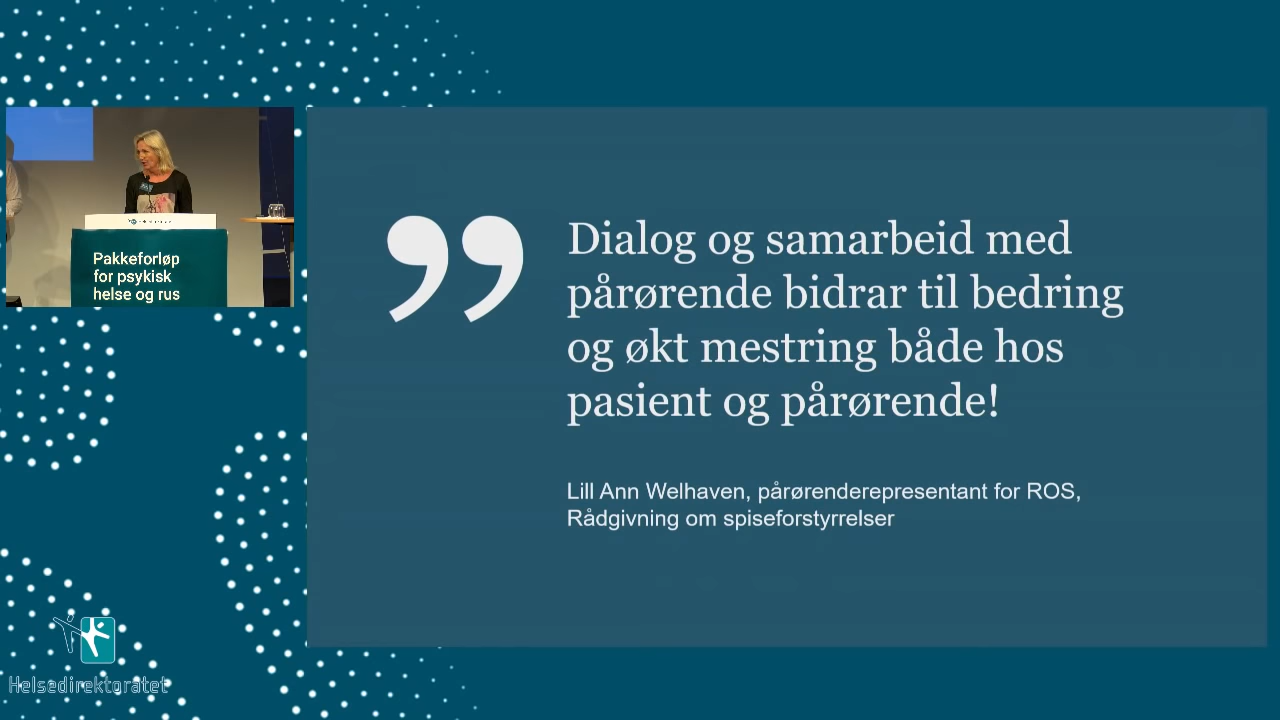 Pakkeforløp
for psykisk
helse og rus
Dialog og samarbeid med
pårørende bidrar til bedring
og økt mestring både hos
pasient og pårørende!
Lill Ann Welhaven, pårørenderepresentant for ROS,
Rådgivning om spiseforstyrrelser
Helsedirektoratet